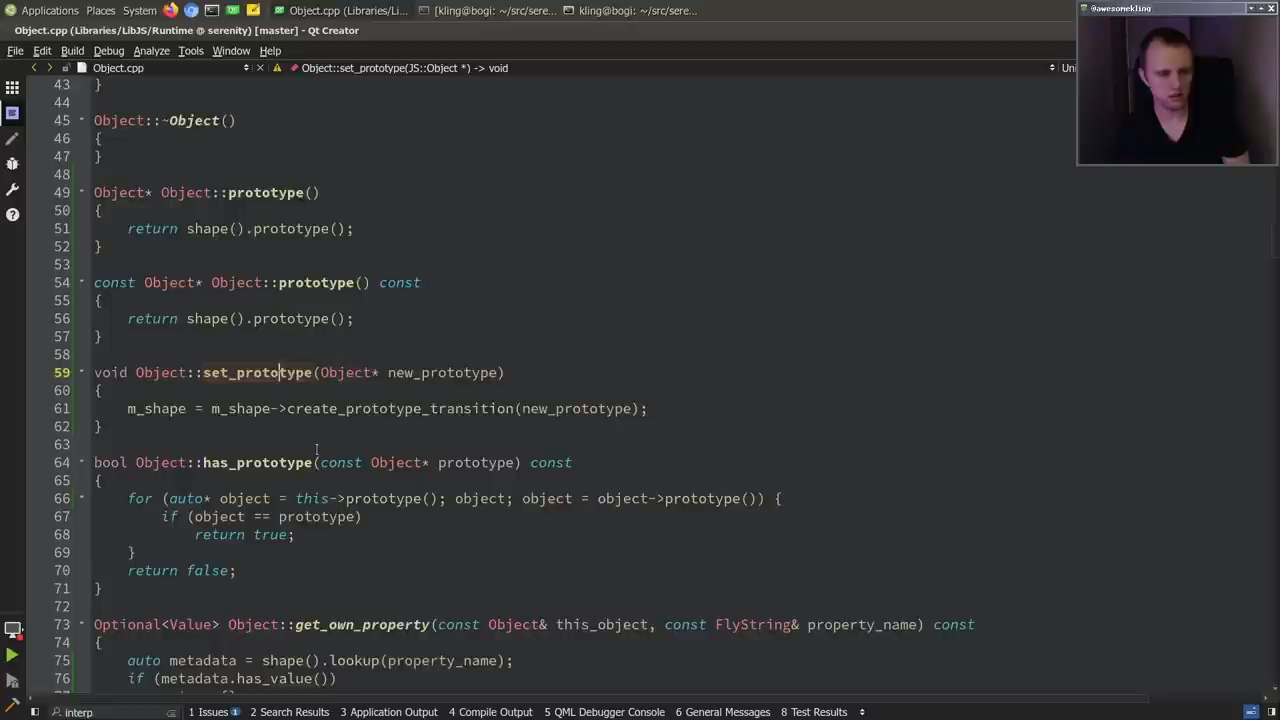 Applications Places System Object.cpp (Libraries/Li... [kling@bogi: ~/src/sere... kling@bogi: ~/src/sere...
@awesomekling
Object.cpp (Libraries/LibJS/Runtime @ serenity) [master] - Qt Creator
File Edit Build Debug Analyze Tools Window Help
Object.cpp Object::set_prototype(JS::Object *) -> void
43 }
44
45 Object::~Object()
46 {
47 }
48
49 Object* Object::prototype()
50 {
51 return shape().prototype();
52 }
53
54 const Object* Object::prototype() const
55 {
56 return shape().prototype();
57 }
58
59 void Object::set_prototype(Object* new_prototype)
60 {
61 m_shape = m_shape->create_prototype_transition(new_prototype);
62 }
63
64 bool Object::has_prototype(const Object* prototype) const
65 {
66 for (auto* object = this->prototype(); object; object = object->prototype()) {
67 if (object == prototype)
68 return true;
69 }
70 return false;
71 }
72
73 Optional<Value> Object::get_own_property(const Object& this_object, const FlyString& property_name) const
74 {
75 auto metadata = shape().lookup(property_name);
76 if (!metadata.has_value())
interp 1 Issues 1 2 Search Results 3 Application Output 4 Compile Output 5 QML Debugger Console 6 General Messages 8 Test Results